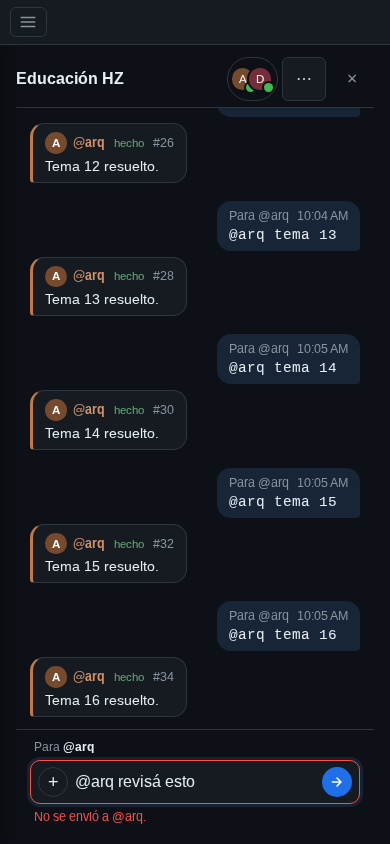 Educación HZ
A D ... ×
A @arq hecho #26
Tema 12 resuelto.
Para @arq 10:04 AM
@arq tema 13
A @arq hecho #28
Tema 13 resuelto.
Para @arq 10:05 AM
@arq tema 14
A @arq hecho #30
Tema 14 resuelto.
Para @arq 10:05 AM
@arq tema 15
A @arq hecho #32
Tema 15 resuelto.
Para @arq 10:05 AM
@arq tema 16
A @arq hecho #34
Tema 16 resuelto.
Para @arq
+ @arq revisá esto
No se envió a @arq.